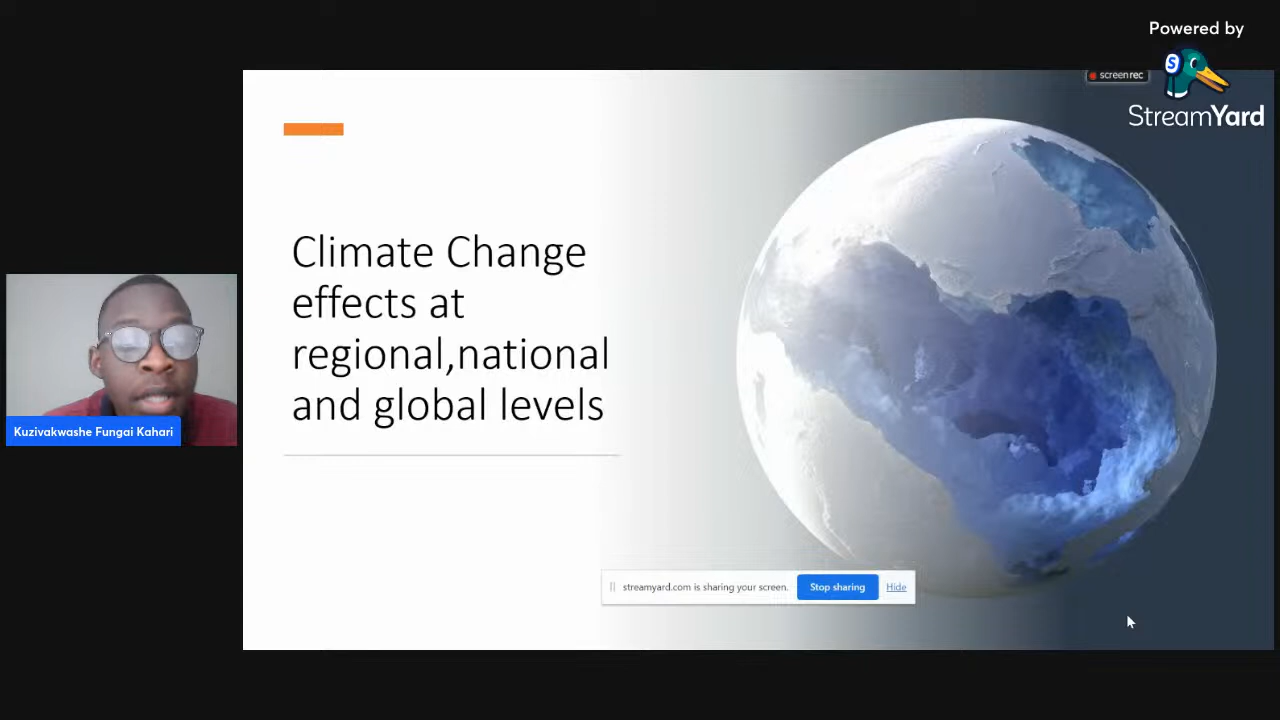 Powered by
screenrec
StreamYard
Climate Change
effects at
regional,national
and global levels
Kuzivakwashe Fungai Kahari
streamyard.com is sharing your screen.
Stop sharing
Hide